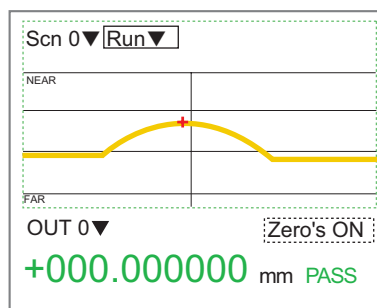 Scn 0▼ Run▼
NEAR
FAR
OUT 0▼ Zero's ON
+000.000000 mm PASS